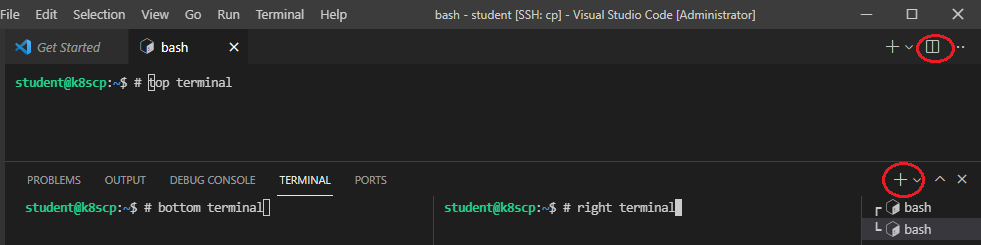 File Edit Selection View Go Run Terminal Help bash - student [SSH: cp] - Visual Studio Code [Administrator]
Get Started bash
student@k8scp:~$ # top terminal
PROBLEMS OUTPUT DEBUG CONSOLE TERMINAL PORTS
student@k8scp:~$ # bottom terminal student@k8scp:~$ # right terminal bash
bash